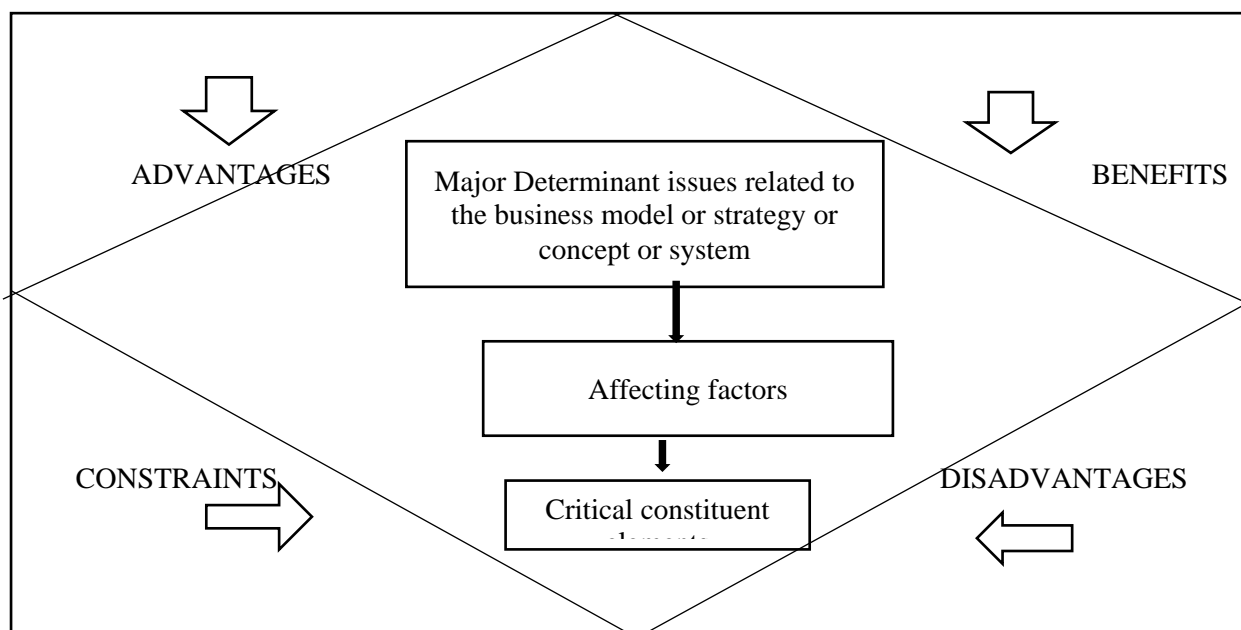 ADVANTAGES
BENEFITS
Major Determinant issues related to
the business model or strategy or
concept or system
Affecting factors
CONSTRAINTS
DISADVANTAGES
Critical constituent